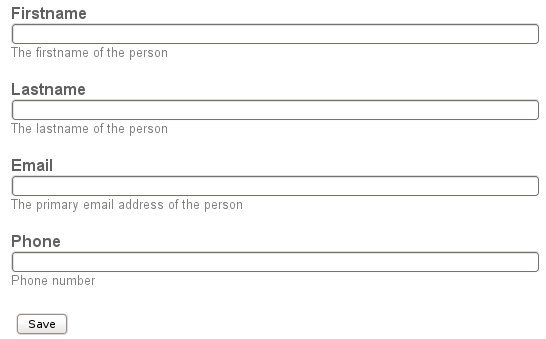 Firstname
The firstname of the person
Lastname
The lastname of the person
Email
The primary email address of the person
Phone
Phone number
Save